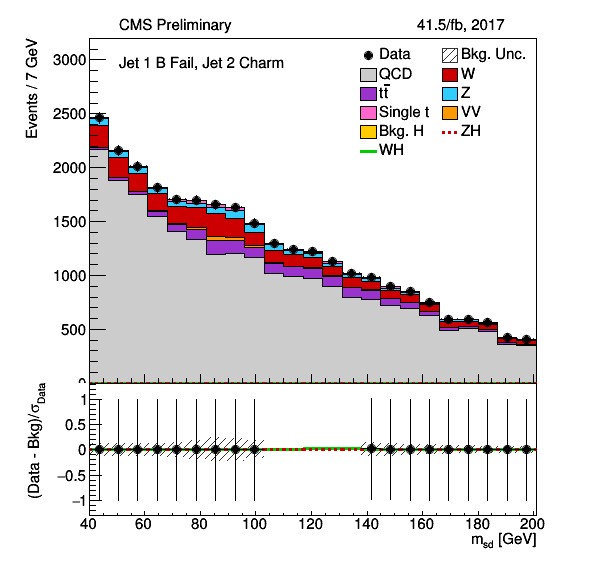 CMS Preliminary 41.5/fb, 2017
Events / 7 GeV
Jet 1 B Fail, Jet 2 Charm
Data Bkg. Unc.
QCD W
tt̄ Z
Single t VV
Bkg. H ZH
WH
3000
2500
2000
1500
1000
500
0
(Data - Bkg)/σData
1
0.5
0
−0.5
−1
40 60 80 100 120 140 160 180 200
msd [GeV]